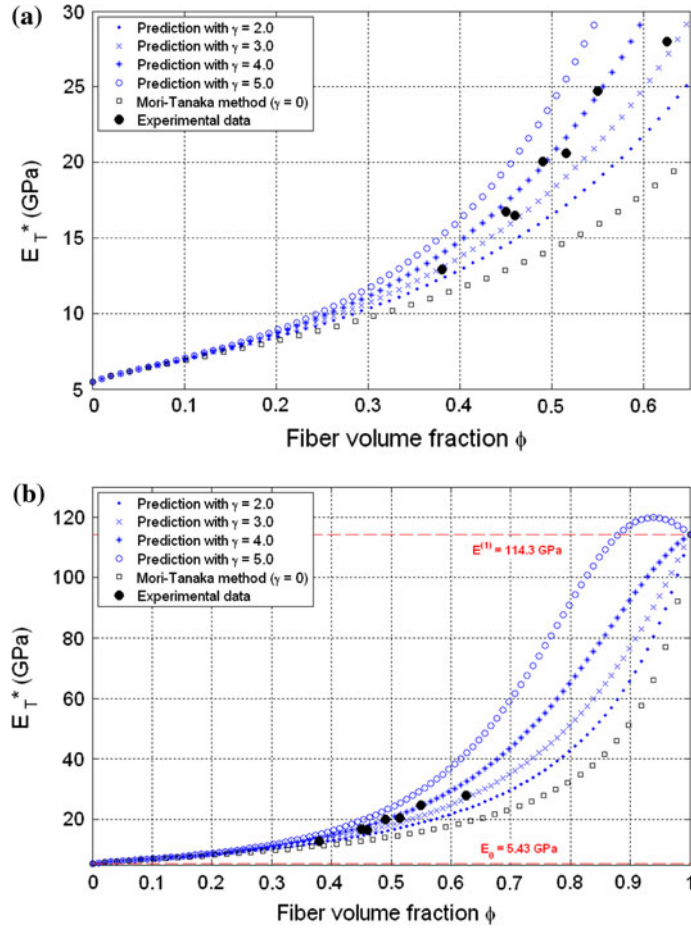 (a)
30
25
20
15
10
5
E_T* (GPa)
Prediction with γ = 2.0
Prediction with γ = 3.0
Prediction with γ = 4.0
Prediction with γ = 5.0
Mori-Tanaka method (γ = 0)
Experimental data
0 0.1 0.2 0.3 0.4 0.5 0.6
Fiber volume fraction ϕ
(b)
120
100
80
60
40
20
E_T* (GPa)
Prediction with γ = 2.0
Prediction with γ = 3.0
Prediction with γ = 4.0
Prediction with γ = 5.0
Mori-Tanaka method (γ = 0)
Experimental data
E⁽¹⁾ = 114.3 GPa
E₀ = 5.43 GPa
0 0.1 0.2 0.3 0.4 0.5 0.6 0.7 0.8 0.9 1
Fiber volume fraction ϕ